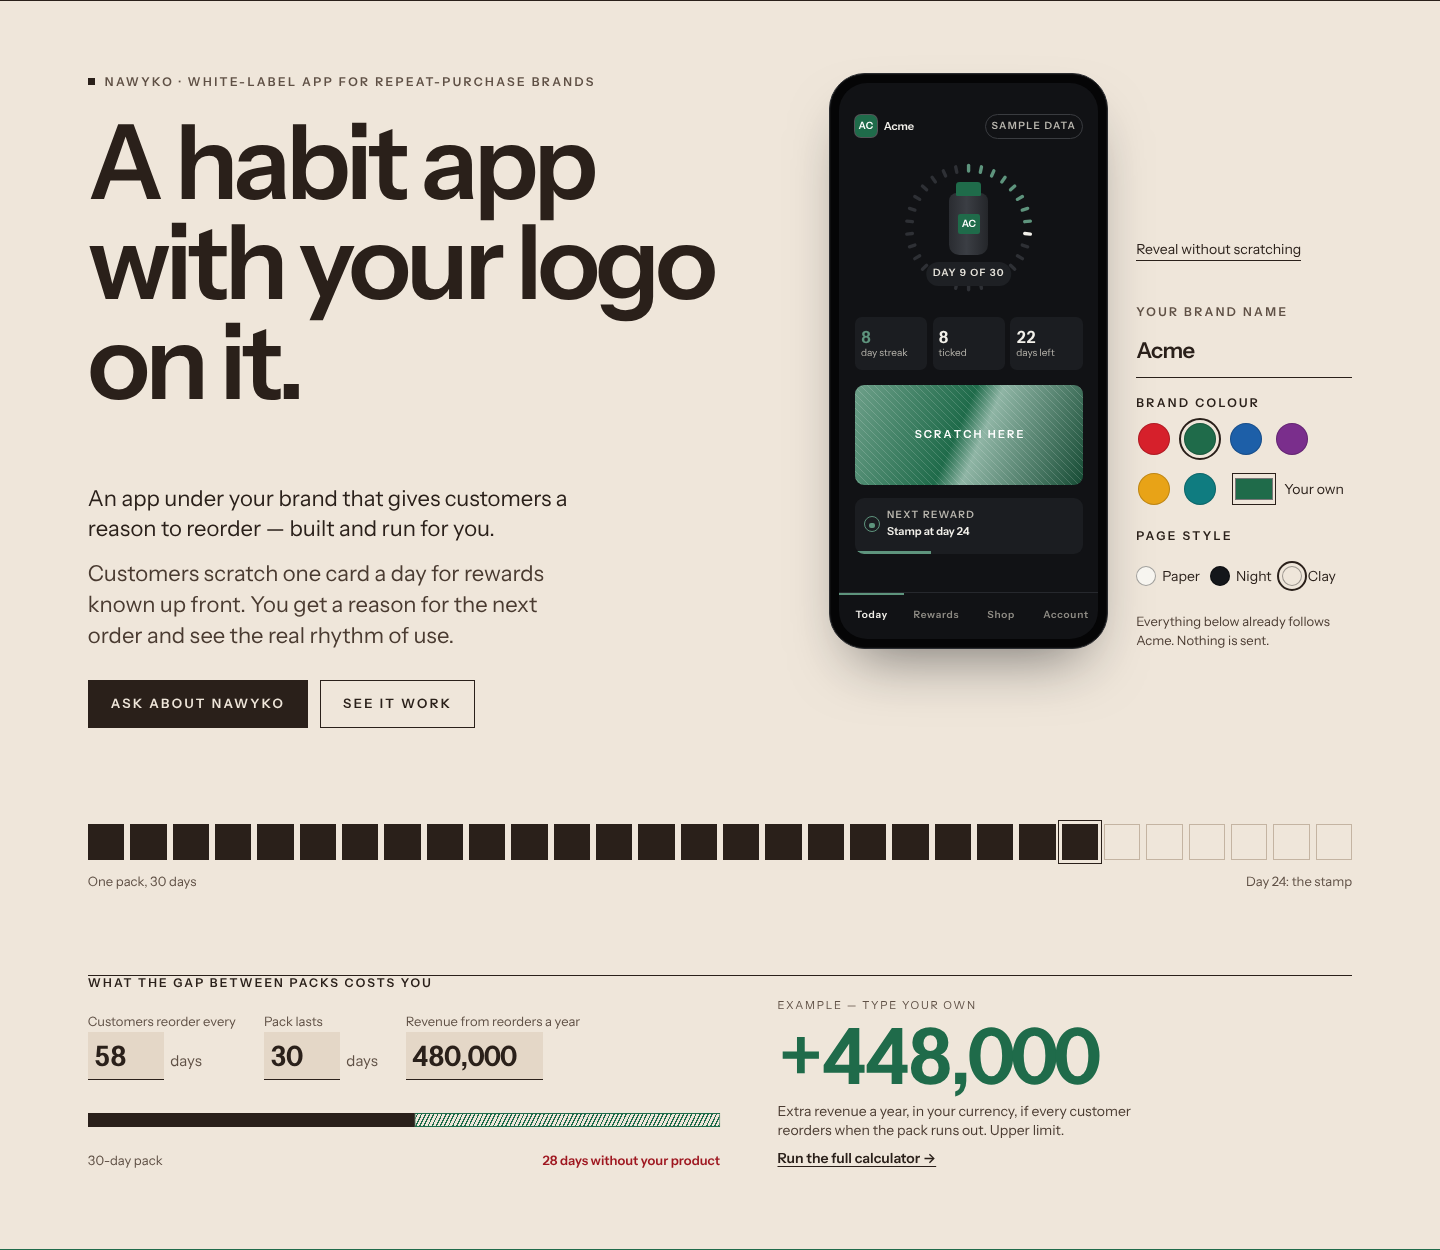 NAWYKO · WHITE-LABEL APP FOR REPEAT-PURCHASE BRANDS
A habit app
with your logo
on it.
An app under your brand that gives customers a
reason to reorder — built and run for you.
Customers scratch one card a day for rewards
known up front. You get a reason for the next
order and see the real rhythm of use.
ASK ABOUT NAWYKO
SEE IT WORK
AC Acme
SAMPLE DATA
AC
DAY 9 OF 30
8
day streak
8
ticked
22
days left
SCRATCH HERE
NEXT REWARD
Stamp at day 24
Today Rewards Shop Account
Reveal without scratching
YOUR BRAND NAME
Acme
BRAND COLOUR
Your own
PAGE STYLE
Paper Night Clay
Everything below already follows
Acme. Nothing is sent.
One pack, 30 days
Day 24: the stamp
WHAT THE GAP BETWEEN PACKS COSTS YOU
Customers reorder every
58 days
Pack lasts
30 days
Revenue from reorders a year
480,000
30-day pack
28 days without your product
EXAMPLE — TYPE YOUR OWN
+448,000
Extra revenue a year, in your currency, if every customer
reorders when the pack runs out. Upper limit.
Run the full calculator →